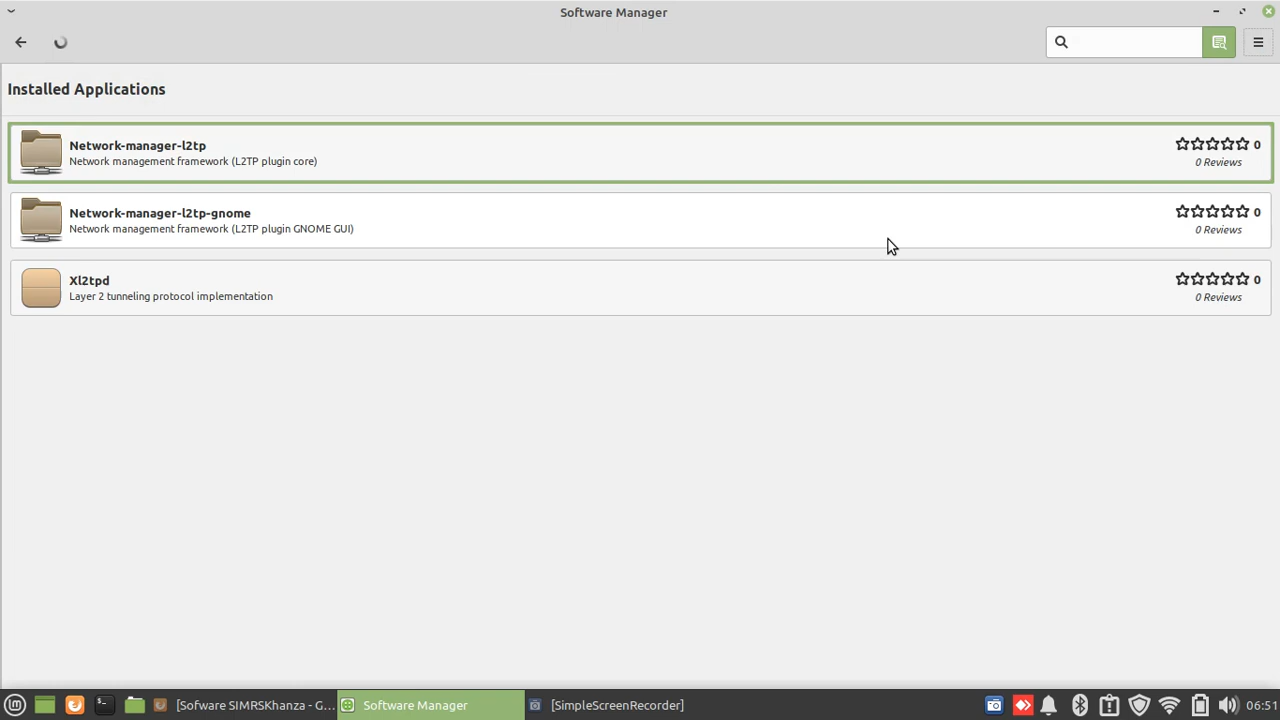 Software Manager
Installed Applications
Network-manager-l2tp
Network management framework (L2TP plugin core)
0
0 Reviews
Network-manager-l2tp-gnome
Network management framework (L2TP plugin GNOME GUI)
0
0 Reviews
Xl2tpd
Layer 2 tunneling protocol implementation
0
0 Reviews
[Sofware SIMRSKhanza - G...
Software Manager
[SimpleScreenRecorder]
06:51